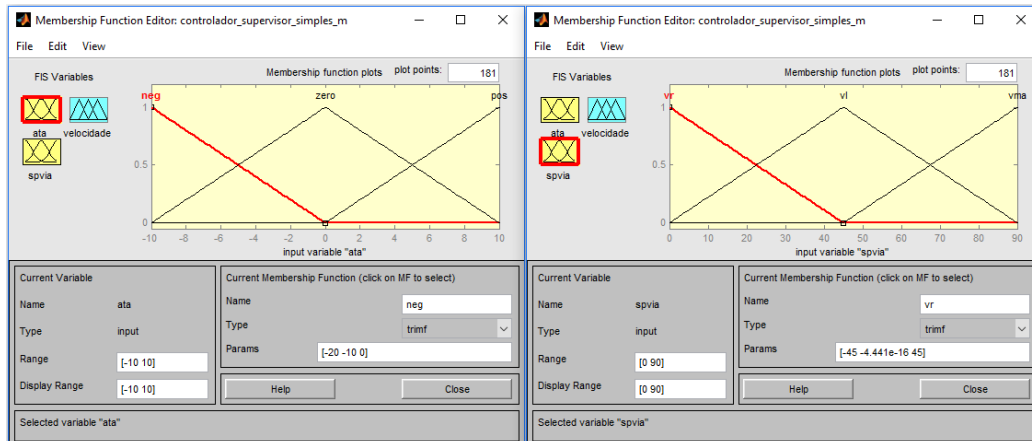 Membership Function Editor: controlador_supervisor_simples_m
File Edit View
FIS Variables
Membership function plots plot points: 181
neg zero pos
ata velocidade
spvia
1
0.5
0
-10 -8 -6 -4 -2 0 2 4 6 8 10
input variable "ata"
Current Variable
Name ata
Type input
Range [-10 10]
Display Range [-10 10]
Current Membership Function (click on MF to select)
Name neg
Type trimf
Params [-20 -10 0]
Help Close
Selected variable "ata"
Membership Function Editor: controlador_supervisor_simples_m
File Edit View
FIS Variables
Membership function plots plot points: 181
vr vl vma
ata velocidade
spvia
1
0.5
0
0 10 20 30 40 50 60 70 80 90
input variable "spvia"
Current Variable
Name spvia
Type input
Range [0 90]
Display Range [0 90]
Current Membership Function (click on MF to select)
Name vr
Type trimf
Params [-45 -4.441e-16 45]
Help Close
Selected variable "spvia"